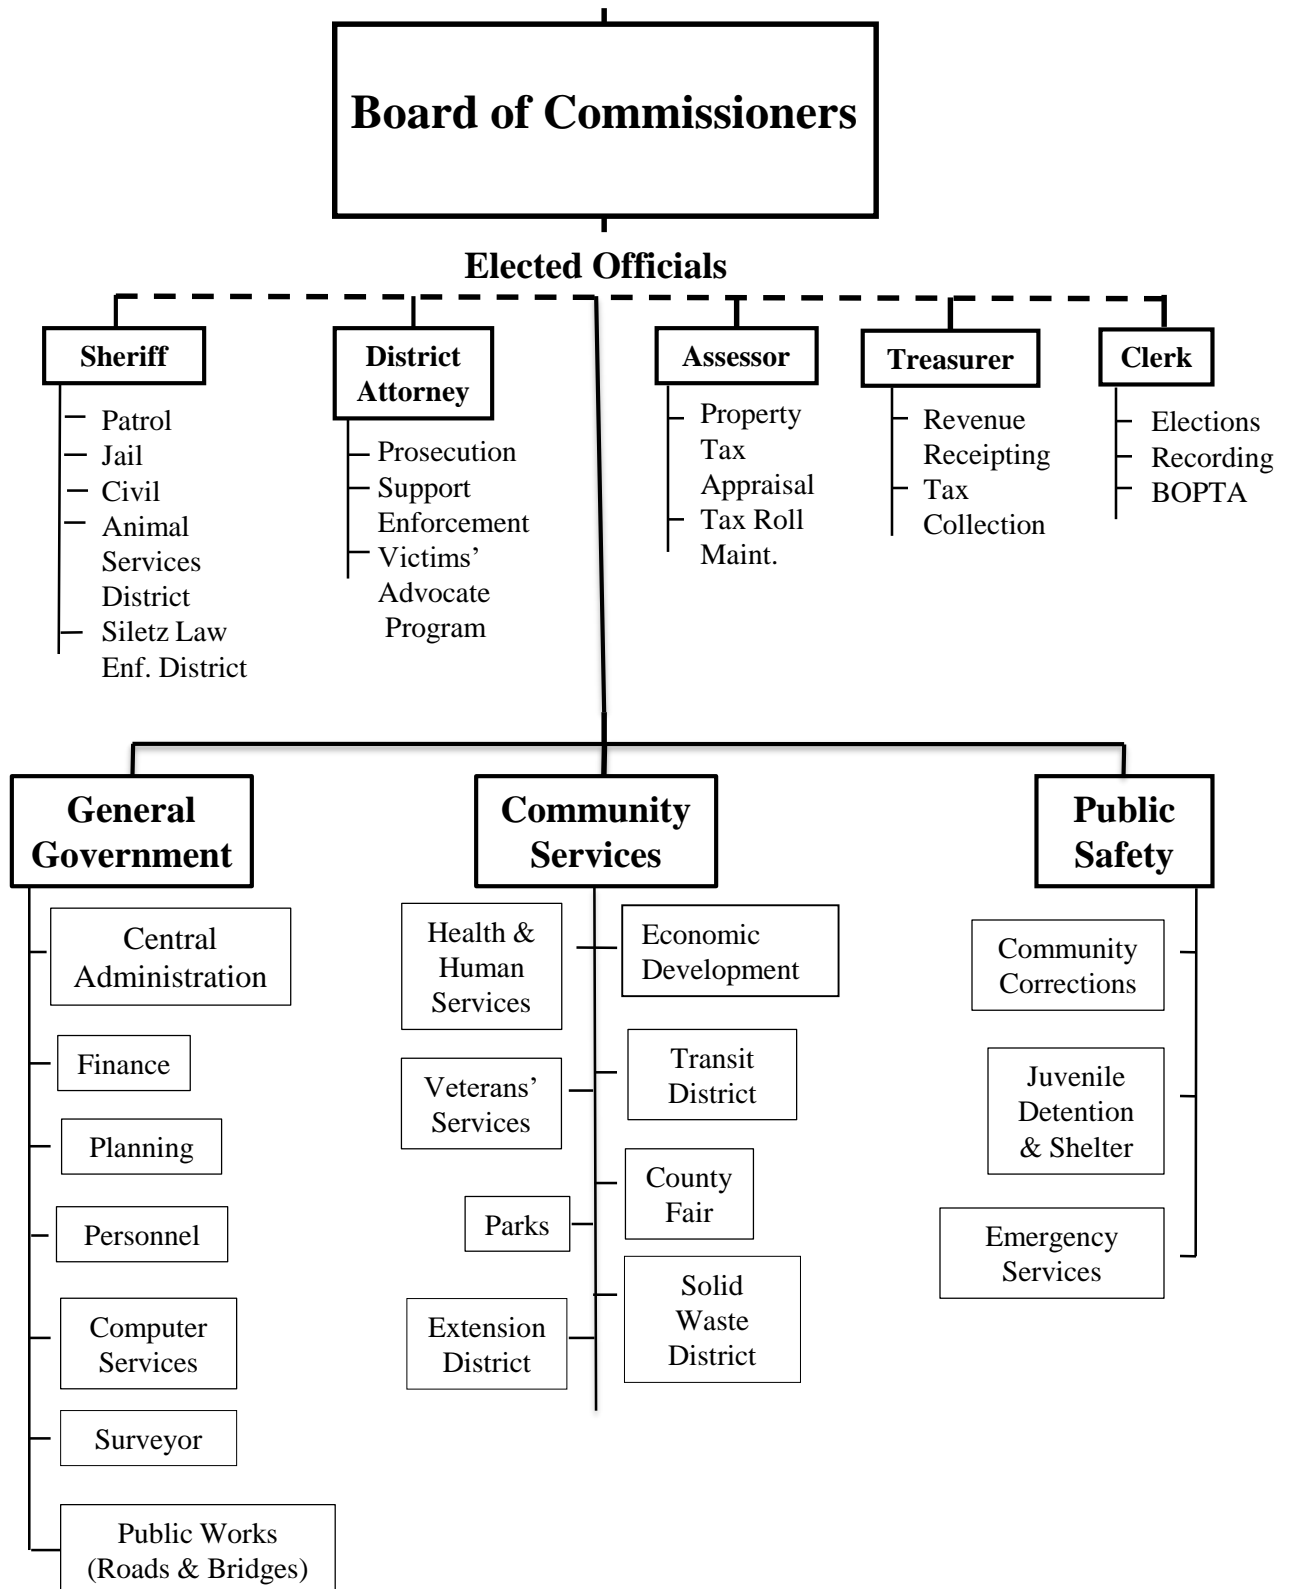 Board of Commissioners
Elected Officials
Sheriff
Patrol
Jail
Civil
Animal
Services
District
Siletz Law
Enf. District
District
Attorney
Prosecution
Support
Enforcement
Victims’
Advocate
Program
Assessor
Property
Tax
Appraisal
Tax Roll
Maint.
Treasurer
Revenue
Receipting
Tax
Collection
Clerk
Elections
Recording
BOPTA
General
Government
Central
Administration
Finance
Planning
Personnel
Computer
Services
Surveyor
Public Works
(Roads & Bridges)
Community
Services
Health &
Human
Services
Economic
Development
Veterans’
Services
Transit
District
Parks
County
Fair
Extension
District
Solid
Waste
District
Public
Safety
Community
Corrections
Juvenile
Detention
& Shelter
Emergency
Services